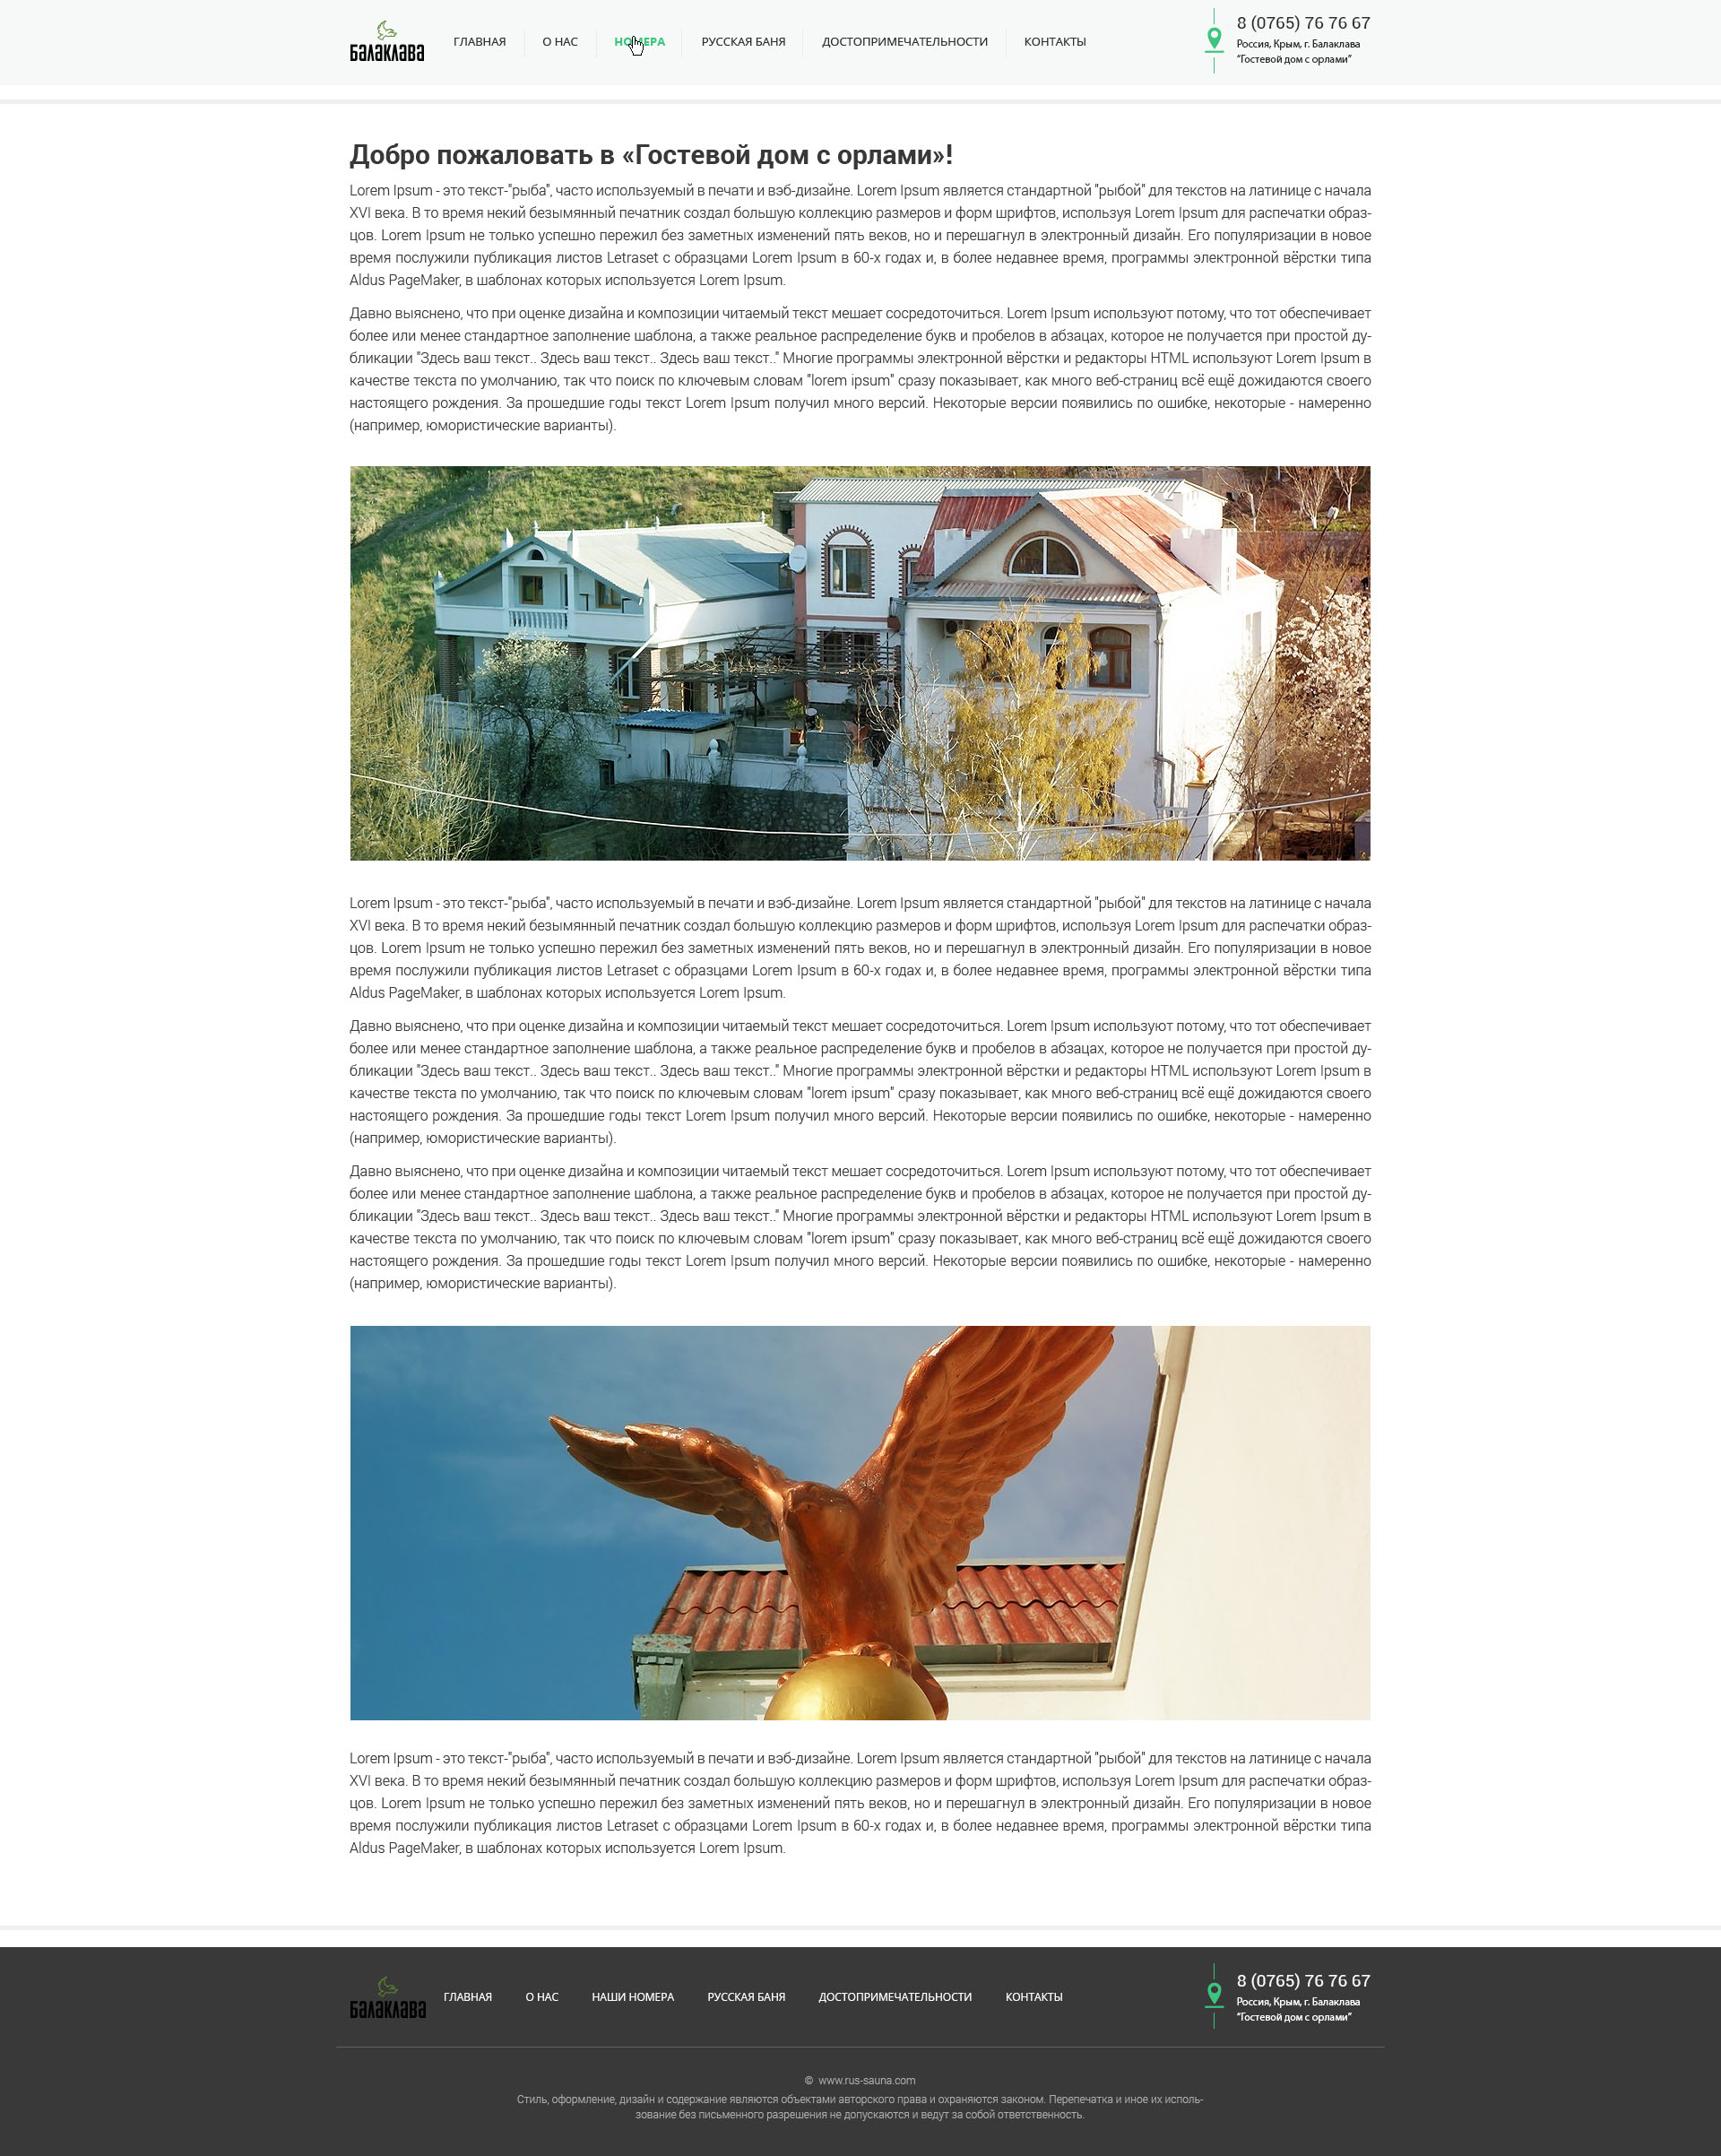 БАЛАКЛАВА
ГЛАВНАЯ
О НАС
НОМЕРА
РУССКАЯ БАНЯ
ДОСТОПРИМЕЧАТЕЛЬНОСТИ
КОНТАКТЫ
8 (0765) 76 76 67
Россия, Крым, г. Балаклава
“Гостевой дом с орлами”
Добро пожаловать в «Гостевой дом с орлами»!
Lorem Ipsum - это текст-"рыба", часто используемый в печати и вэб-дизайне. Lorem Ipsum является стандартной "рыбой" для текстов на латинице с начала
XVI века. В то время некий безымянный печатник создал большую коллекцию размеров и форм шрифтов, используя Lorem Ipsum для распечатки образ-
цов. Lorem Ipsum не только успешно пережил без заметных изменений пять веков, но и перешагнул в электронный дизайн. Его популяризации в новое
время послужили публикация листов Letraset с образцами Lorem Ipsum в 60-х годах и, в более недавнее время, программы электронной вёрстки типа
Aldus PageMaker, в шаблонах которых используется Lorem Ipsum.
Давно выяснено, что при оценке дизайна и композиции читаемый текст мешает сосредоточиться. Lorem Ipsum используют потому, что тот обеспечивает
более или менее стандартное заполнение шаблона, а также реальное распределение букв и пробелов в абзацах, которое не получается при простой ду-
бликации "Здесь ваш текст.. Здесь ваш текст.. Здесь ваш текст.." Многие программы электронной вёрстки и редакторы HTML используют Lorem Ipsum в
качестве текста по умолчанию, так что поиск по ключевым словам "lorem ipsum" сразу показывает, как много веб-страниц всё ещё дожидаются своего
настоящего рождения. За прошедшие годы текст Lorem Ipsum получил много версий. Некоторые версии появились по ошибке, некоторые - намеренно
(например, юмористические варианты).
Lorem Ipsum - это текст-"рыба", часто используемый в печати и вэб-дизайне. Lorem Ipsum является стандартной "рыбой" для текстов на латинице с начала
XVI века. В то время некий безымянный печатник создал большую коллекцию размеров и форм шрифтов, используя Lorem Ipsum для распечатки образ-
цов. Lorem Ipsum не только успешно пережил без заметных изменений пять веков, но и перешагнул в электронный дизайн. Его популяризации в новое
время послужили публикация листов Letraset с образцами Lorem Ipsum в 60-х годах и, в более недавнее время, программы электронной вёрстки типа
Aldus PageMaker, в шаблонах которых используется Lorem Ipsum.
Давно выяснено, что при оценке дизайна и композиции читаемый текст мешает сосредоточиться. Lorem Ipsum используют потому, что тот обеспечивает
более или менее стандартное заполнение шаблона, а также реальное распределение букв и пробелов в абзацах, которое не получается при простой ду-
бликации "Здесь ваш текст.. Здесь ваш текст.. Здесь ваш текст.." Многие программы электронной вёрстки и редакторы HTML используют Lorem Ipsum в
качестве текста по умолчанию, так что поиск по ключевым словам "lorem ipsum" сразу показывает, как много веб-страниц всё ещё дожидаются своего
настоящего рождения. За прошедшие годы текст Lorem Ipsum получил много версий. Некоторые версии появились по ошибке, некоторые - намеренно
(например, юмористические варианты).
Давно выяснено, что при оценке дизайна и композиции читаемый текст мешает сосредоточиться. Lorem Ipsum используют потому, что тот обеспечивает
более или менее стандартное заполнение шаблона, а также реальное распределение букв и пробелов в абзацах, которое не получается при простой ду-
бликации "Здесь ваш текст.. Здесь ваш текст.. Здесь ваш текст.." Многие программы электронной вёрстки и редакторы HTML используют Lorem Ipsum в
качестве текста по умолчанию, так что поиск по ключевым словам "lorem ipsum" сразу показывает, как много веб-страниц всё ещё дожидаются своего
настоящего рождения. За прошедшие годы текст Lorem Ipsum получил много версий. Некоторые версии появились по ошибке, некоторые - намеренно
(например, юмористические варианты).
Lorem Ipsum - это текст-"рыба", часто используемый в печати и вэб-дизайне. Lorem Ipsum является стандартной "рыбой" для текстов на латинице с начала
XVI века. В то время некий безымянный печатник создал большую коллекцию размеров и форм шрифтов, используя Lorem Ipsum для распечатки образ-
цов. Lorem Ipsum не только успешно пережил без заметных изменений пять веков, но и перешагнул в электронный дизайн. Его популяризации в новое
время послужили публикация листов Letraset с образцами Lorem Ipsum в 60-х годах и, в более недавнее время, программы электронной вёрстки типа
Aldus PageMaker, в шаблонах которых используется Lorem Ipsum.
БАЛАКЛАВА
ГЛАВНАЯ
О НАС
НАШИ НОМЕРА
РУССКАЯ БАНЯ
ДОСТОПРИМЕЧАТЕЛЬНОСТИ
КОНТАКТЫ
8 (0765) 76 76 67
Россия, Крым, г. Балаклава
“Гостевой дом с орлами”
© www.rus-sauna.com
Стиль, оформление, дизайн и содержание являются объектами авторского права и охраняются законом. Перепечатка и иное их исполь-
зование без письменного разрешения не допускаются и ведут за собой ответственность.